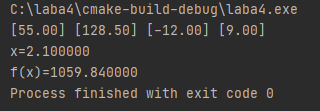 C:\laba4\cmake-build-debug\laba4.exe
[55.00] [128.50] [-12.00] [9.00]
x=2.100000
f(x)=1059.840000
Process finished with exit code 0